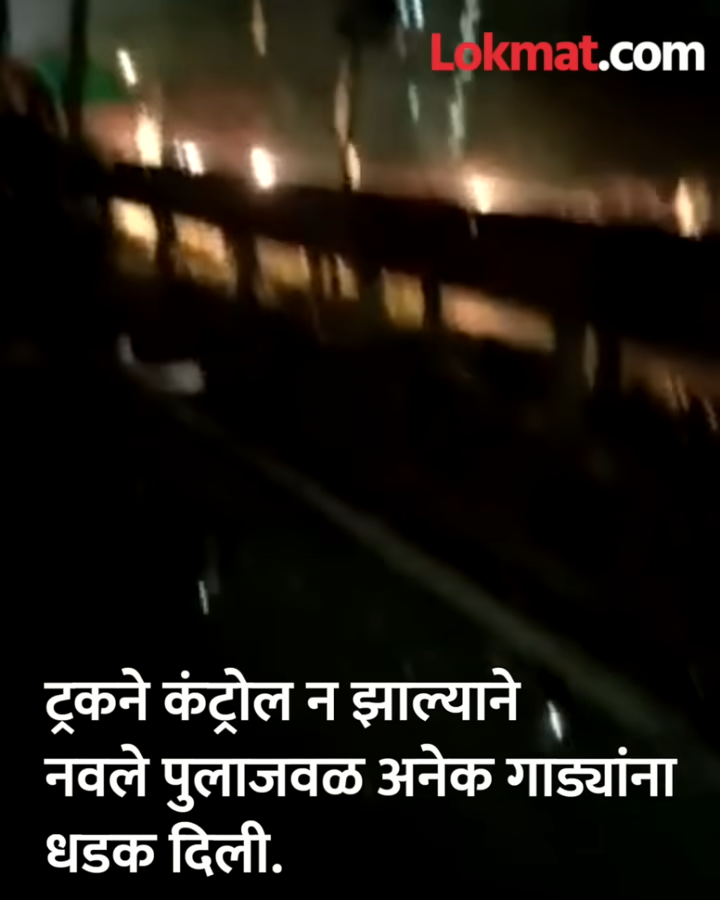 Lokmat.com
ट्रकने कंट्रोल न झाल्याने
नवले पुलाजवळ अनेक गाड्यांना
धडक दिली.